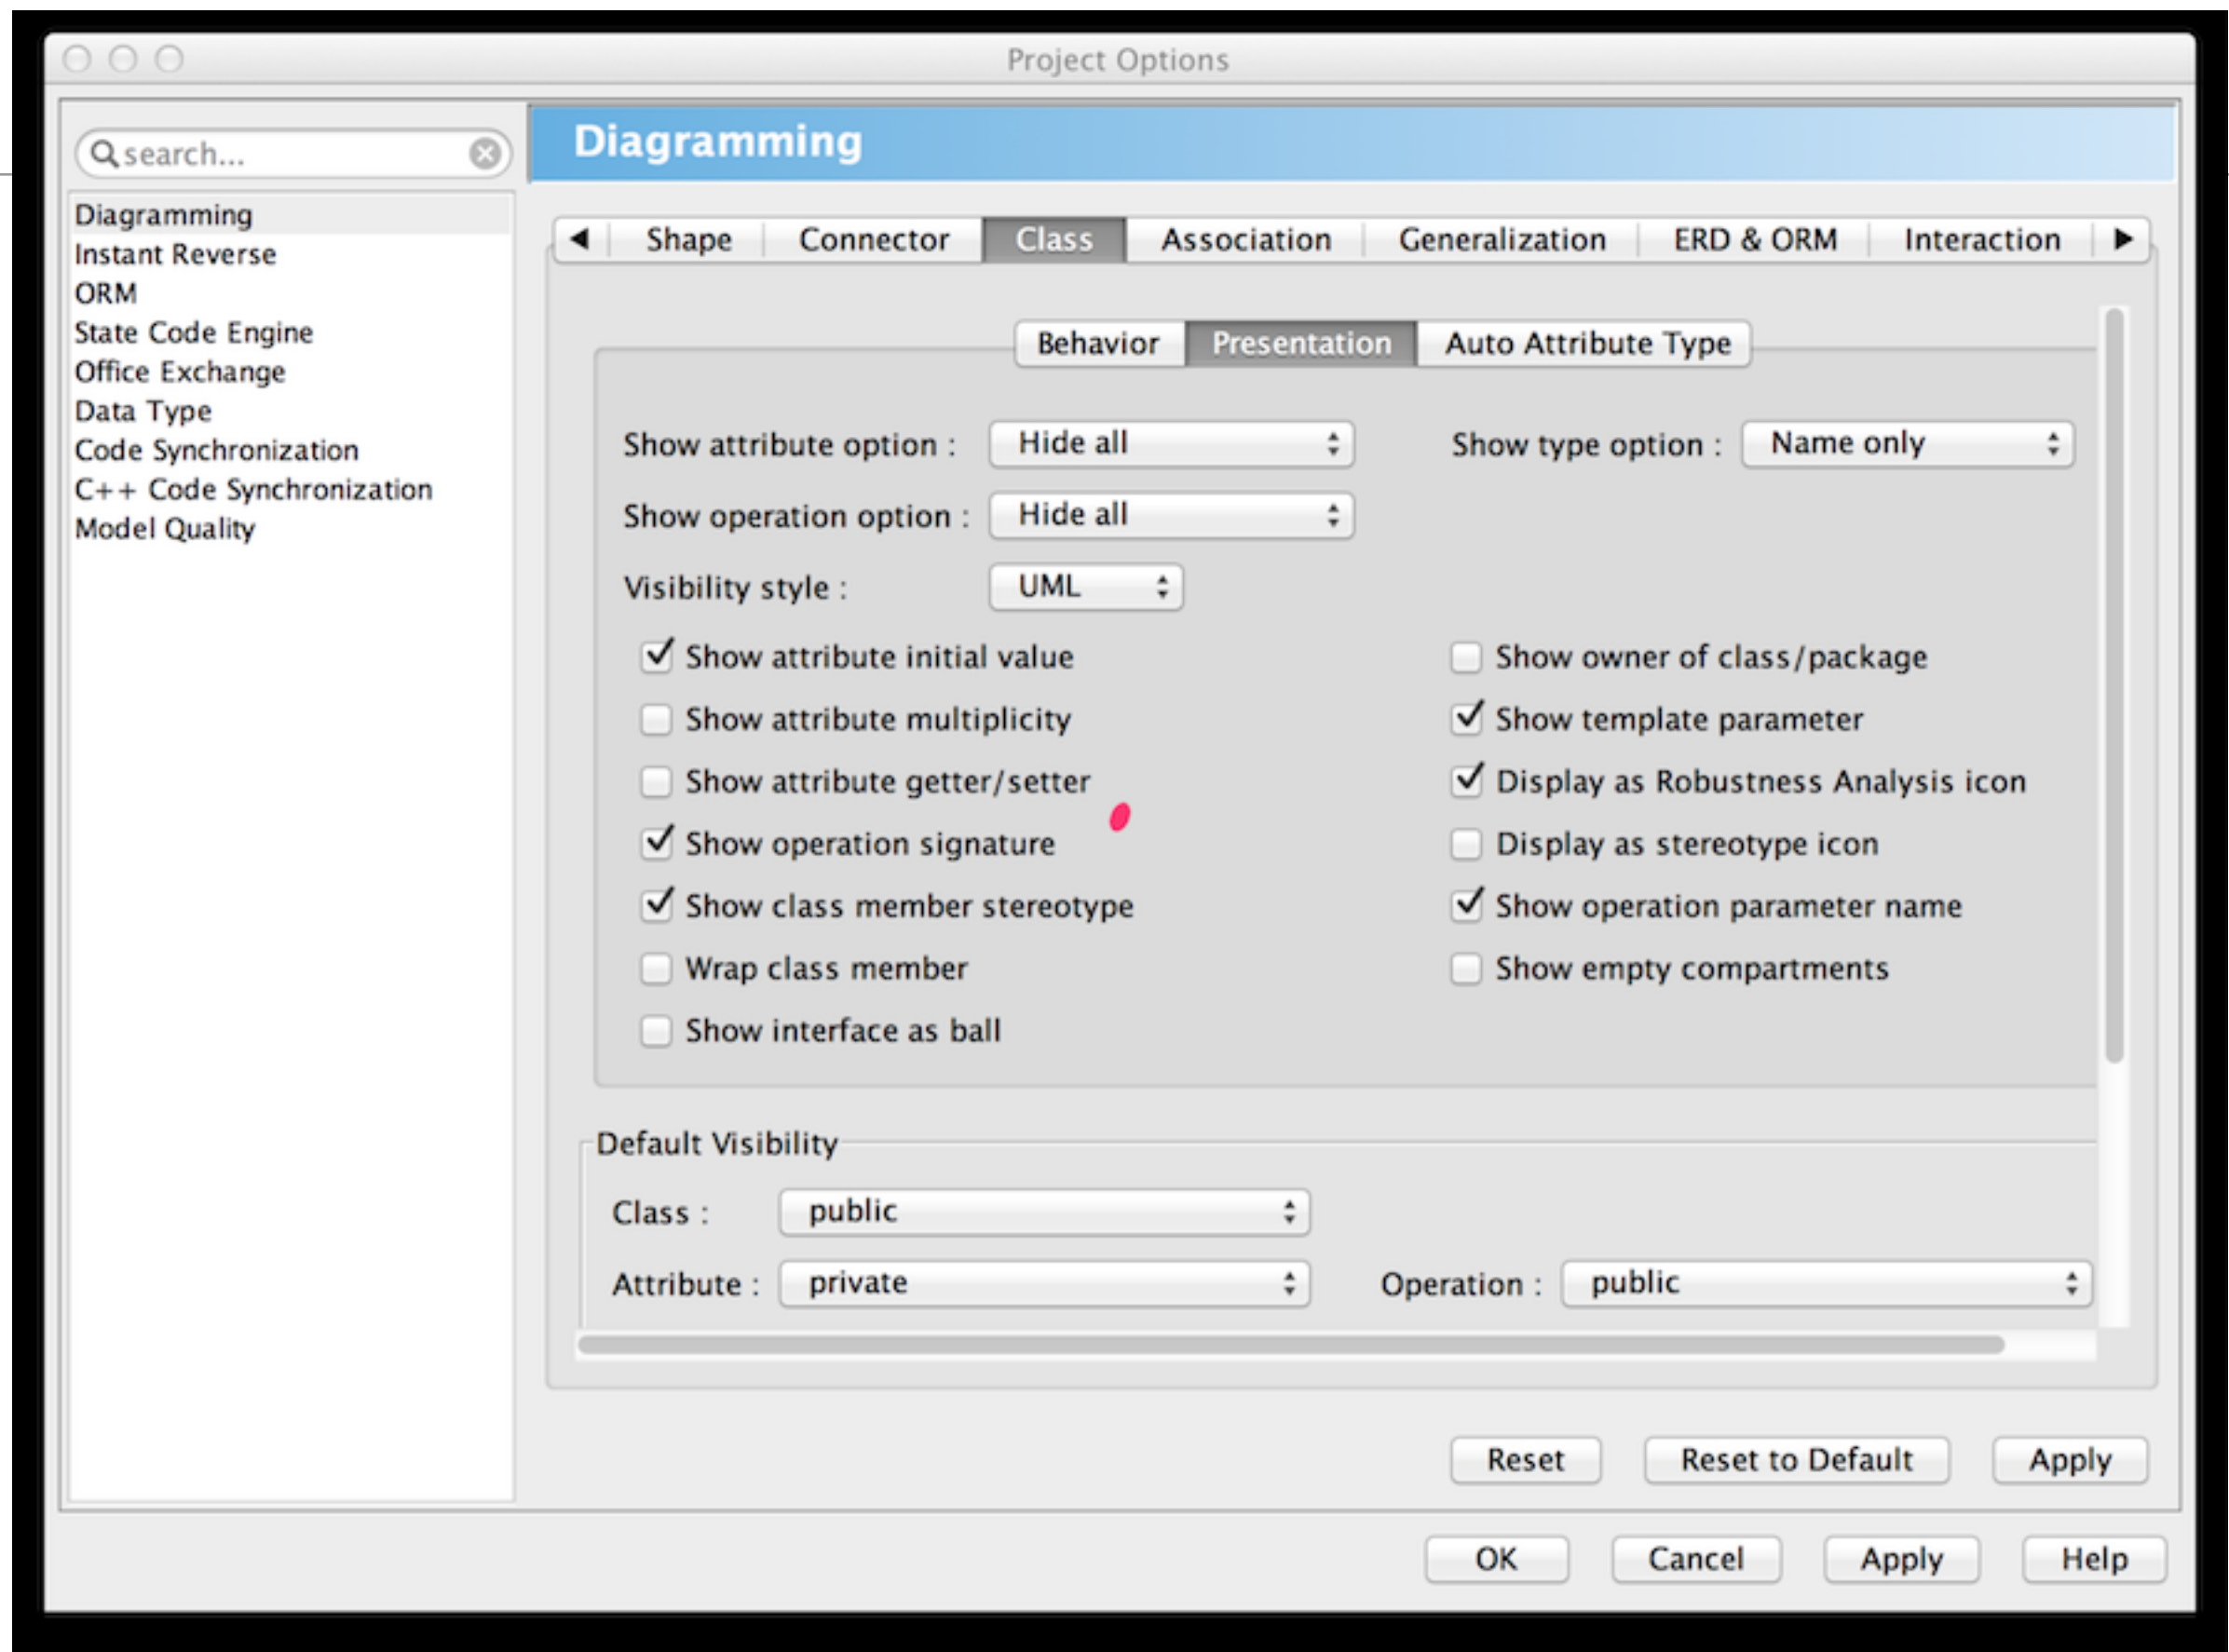 Project Options
search...
Diagramming
Instant Reverse
ORM
State Code Engine
Office Exchange
Data Type
Code Synchronization
C++ Code Synchronization
Model Quality
Diagramming
Shape Connector Class Association Generalization ERD & ORM Interaction
Behavior Presentation Auto Attribute Type
Show attribute option : Hide all Show type option : Name only
Show operation option : Hide all
Visibility style : UML
Show attribute initial value Show owner of class/package
Show attribute multiplicity Show template parameter
Show attribute getter/setter Display as Robustness Analysis icon
Show operation signature Display as stereotype icon
Show class member stereotype Show operation parameter name
Wrap class member Show empty compartments
Show interface as ball
Default Visibility
Class : public
Attribute : private Operation : public
Reset Reset to Default Apply
OK Cancel Apply Help